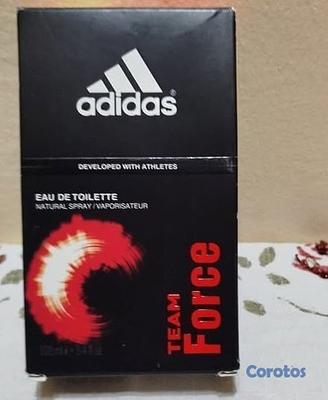 adidas®
DEVELOPED WITH ATHLETES
EAU DE TOILETTE
NATURAL SPRAY / VAPORISATEUR
TEAM
Force
Corotos